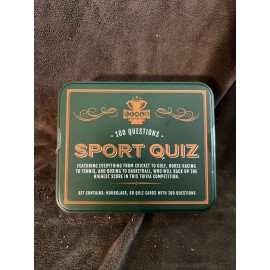 100 QUESTIONS
SPORT QUIZ
FEATURING EVERYTHING FROM CRICKET TO GOLF, HORSE RACING
TO TENNIS, AND BOXING TO BASKETBALL, WHO WILL RACK UP THE
HIGHEST SCORE IN THIS TRIVIA COMPETITION.
SET CONTAINS: HOURGLASS, 50 QUIZ CARDS WITH 100 QUESTIONS